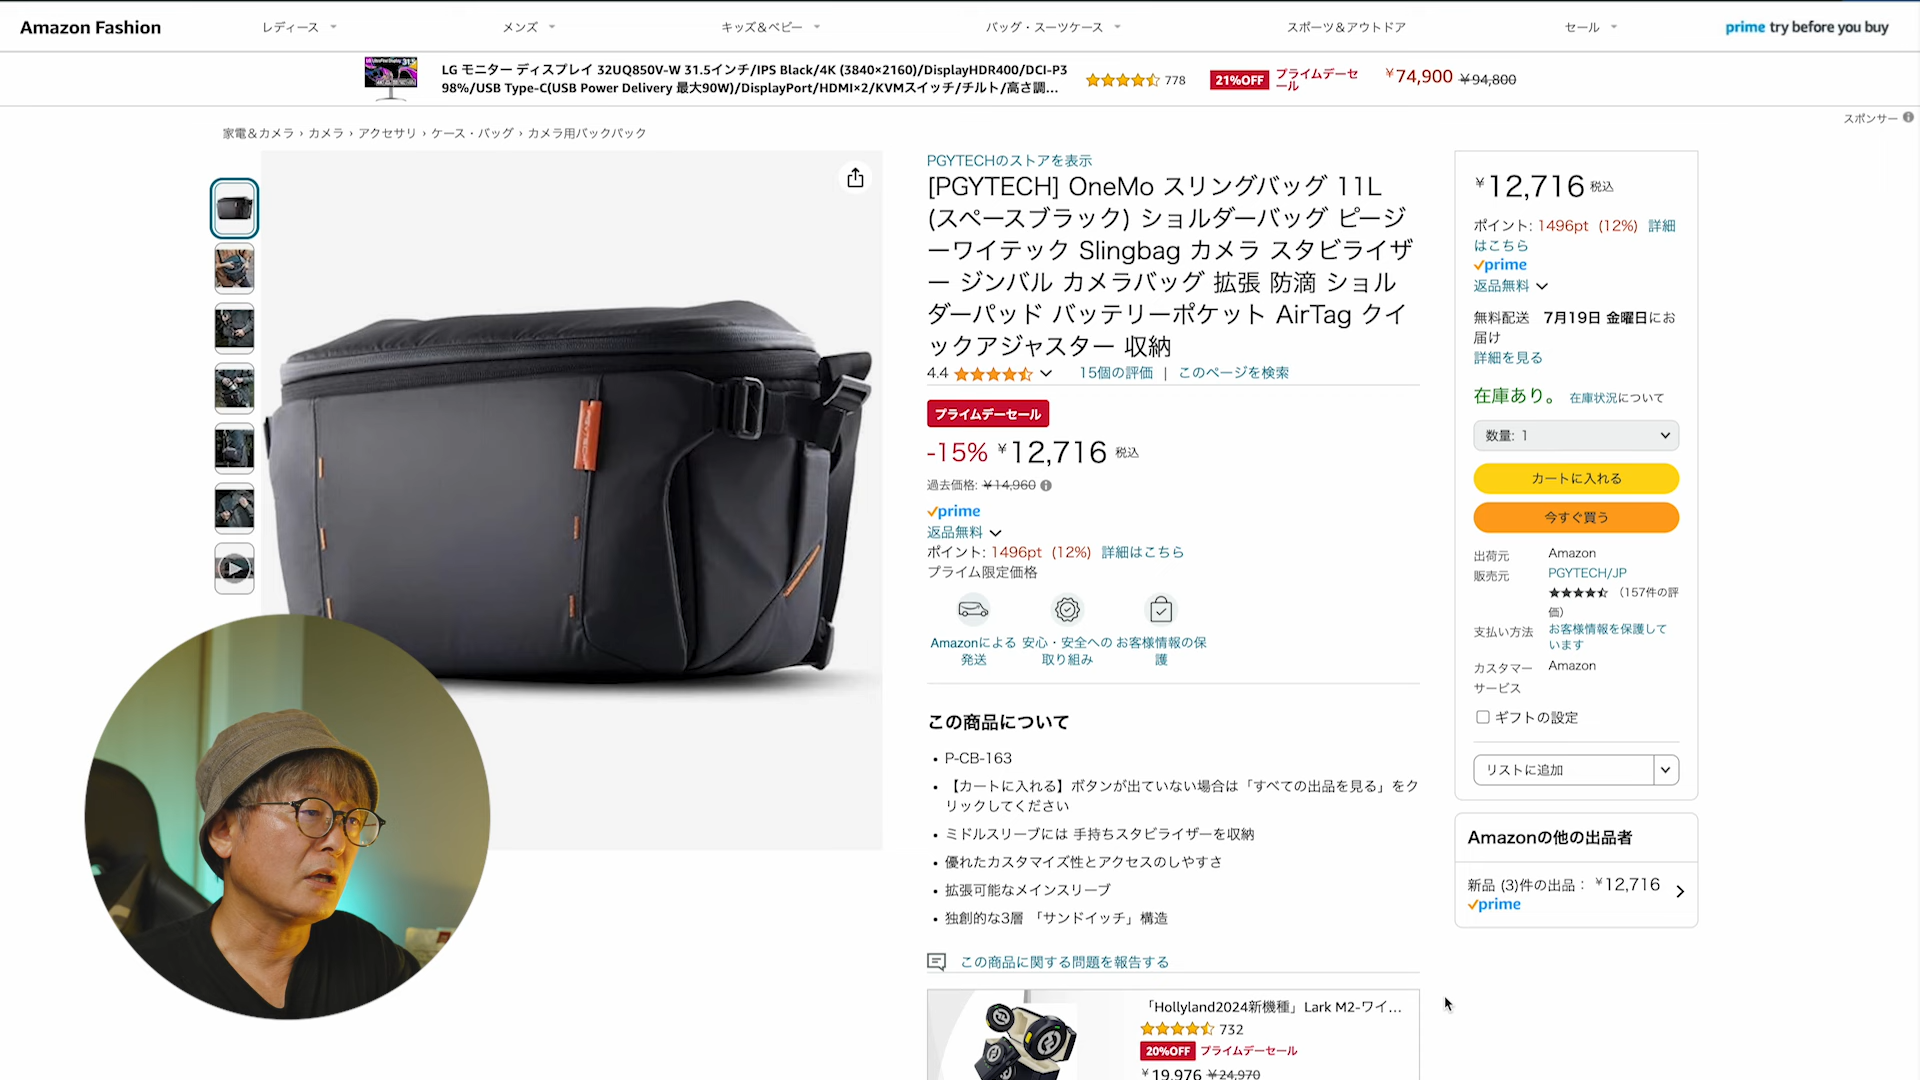 Amazon Fashion
レディース
メンズ
キッズ＆ベビー
バッグ・スーツケース
スポーツ＆アウトドア
セール
prime try before you buy
LG モニター ディスプレイ 32UQ850V-W 31.5インチ/IPS Black/4K (3840×2160)/DisplayHDR400/DCI-P3
98%/USB Type-C(USB Power Delivery 最大90W)/DisplayPort/HDMI×2/KVMスイッチ/チルト/高さ調...
778
21%OFF
プライムデーセ
ール
￥74,900 ￥94,800
スポンサー
家電＆カメラ › カメラ › アクセサリ › ケース・バッグ › カメラ用バックパック
PGYTECHのストアを表示
[PGYTECH] OneMo スリングバッグ 11L
(スペースブラック) ショルダーバッグ ピージ
ーワイテック Slingbag カメラ スタビライザ
ー ジンバル カメラバッグ 拡張 防滴 ショル
ダーパッド バッテリーポケット AirTag クイ
ックアジャスター 収納
4.4
15個の評価 | このページを検索
プライムデーセール
-15% ￥12,716 税込
過去価格: ￥14,960
prime
返品無料
ポイント: 1496pt (12%) 詳細はこちら
プライム限定価格
Amazonによる
発送
安心・安全への
取り組み
お客様情報の保
護
この商品について
• P-CB-163
• 【カートに入れる】ボタンが出ていない場合は「すべての出品を見る」をク
リックしてください
• ミドルスリーブには 手持ちスタビライザーを収納
• 優れたカスタマイズ性とアクセスのしやすさ
• 拡張可能なメインスリーブ
• 独創的な3層 「サンドイッチ」構造
この商品に関する問題を報告する
「Hollyland2024新機種」Lark M2-ワイ...
732
20%OFF プライムデーセール
￥19,976 ￥24,970
￥12,716 税込
ポイント: 1496pt (12%) 詳細
はこちら
prime
返品無料
無料配送 7月19日 金曜日にお
届け
詳細を見る
在庫あり。 在庫状況について
数量: 1
カートに入れる
今すぐ買う
出荷元 Amazon
販売元 PGYTECH/JP
(157件の評
価)
支払い方法 お客様情報を保護して
います
カスタマー Amazon
サービス
ギフトの設定
リストに追加
Amazonの他の出品者
新品 (3)件の出品： ￥12,716
prime